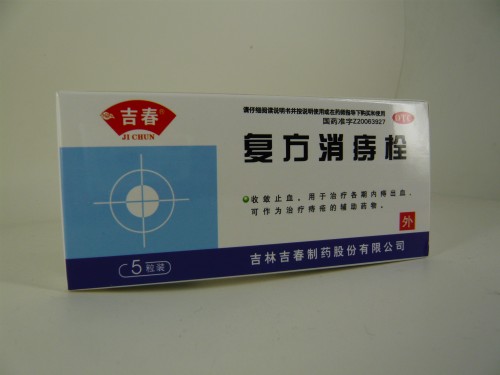 吉春
JI CHUN
请仔细阅读说明书并按说明使用或在药师指导下购买和使用
国药准字Z20063927
OTC
复方消痔栓
收敛止血。用于治疗各期内痔出血,
可作为治疗痔疮的辅助药物。
外
5粒装
吉林吉春制药股份有限公司